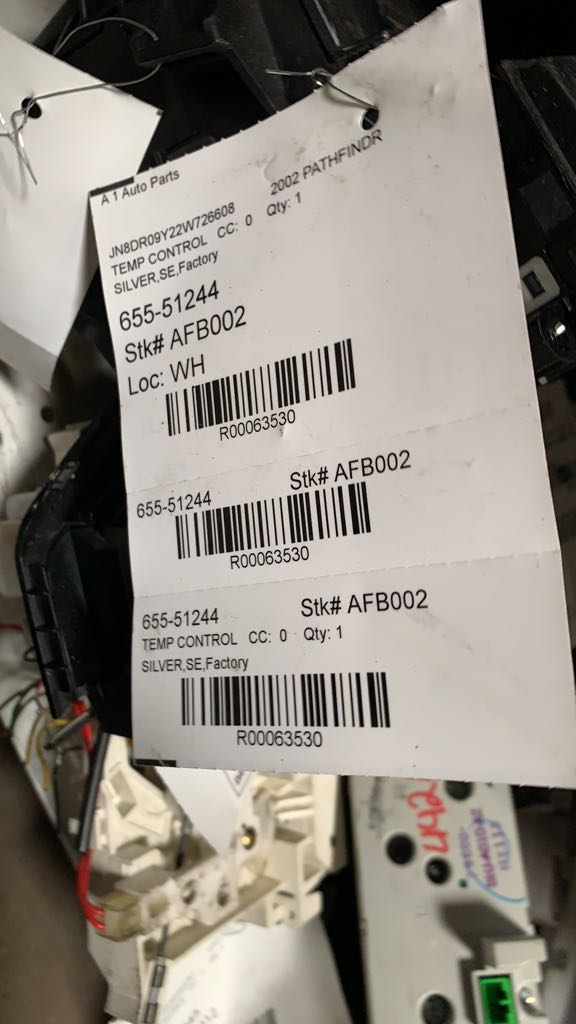 A 1 Auto Parts
JN8DR09Y22W726608 2002 PATHFINDR
TEMP CONTROL CC: 0 Qty: 1
SILVER,SE,Factory
655-51244
Stk# AFB002
Loc: WH
R00063530
655-51244 Stk# AFB002
R00063530
655-51244 Stk# AFB002
TEMP CONTROL CC: 0 Qty: 1
SILVER,SE,Factory
R00063530
442